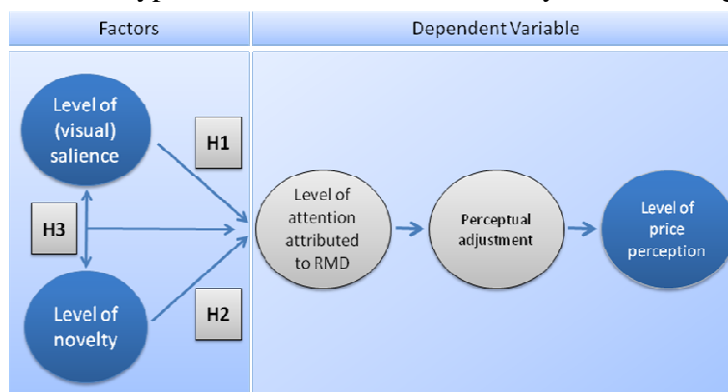 Factors
Dependent Variable
Level of
(visual)
salience
H1
H3
Level of
attention
attributed
to RMD
Perceptual
adjustment
Level of
price
perception
Level of
novelty
H2